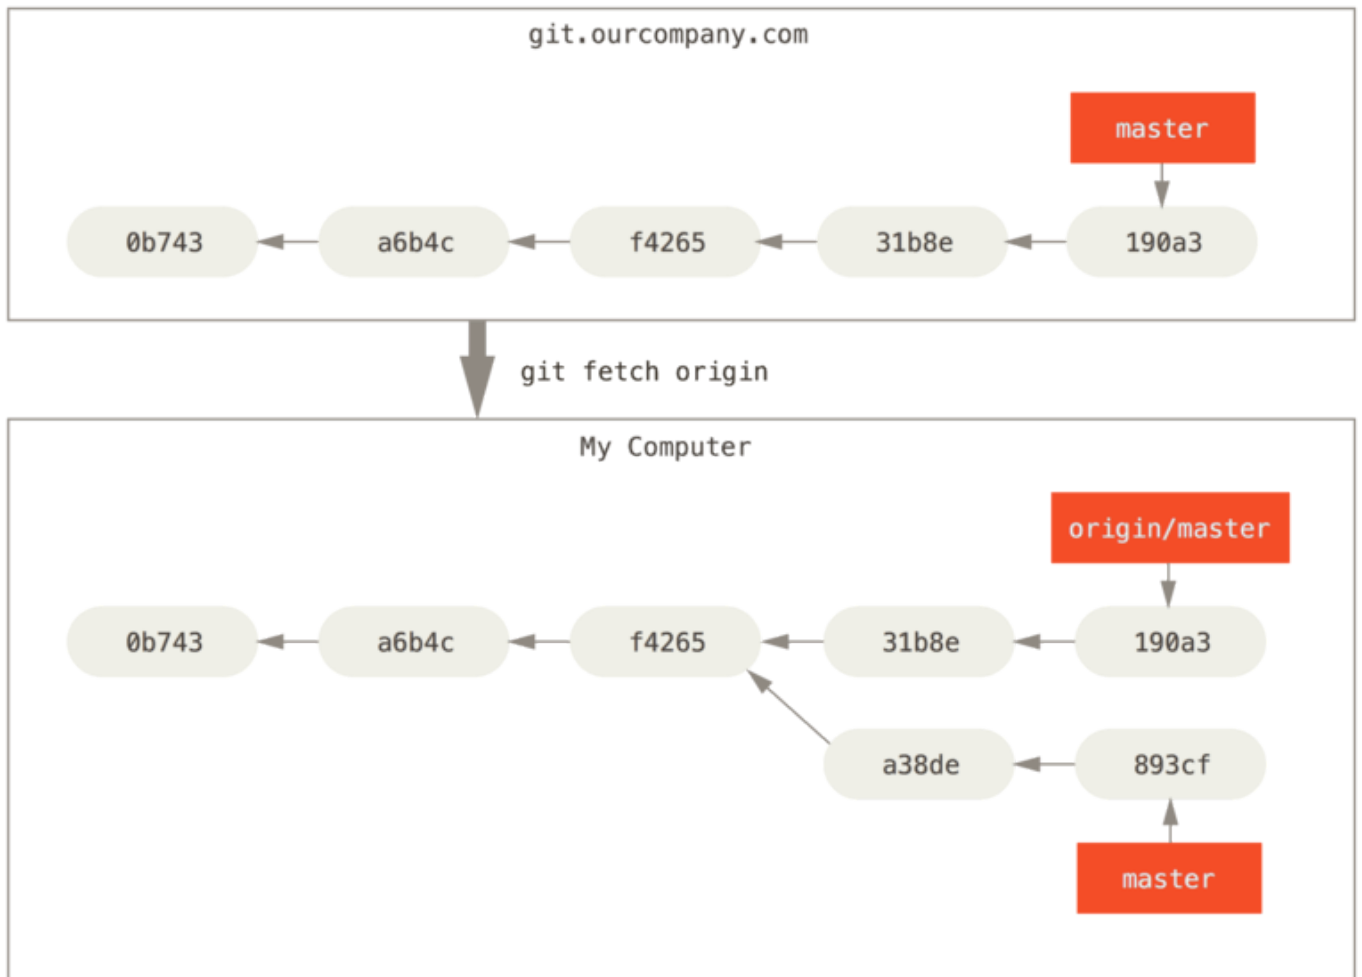 git.ourcompany.com
master
0b743 a6b4c f4265 31b8e 190a3
git fetch origin
My Computer
origin/master
0b743 a6b4c f4265 31b8e 190a3
a38de 893cf
master